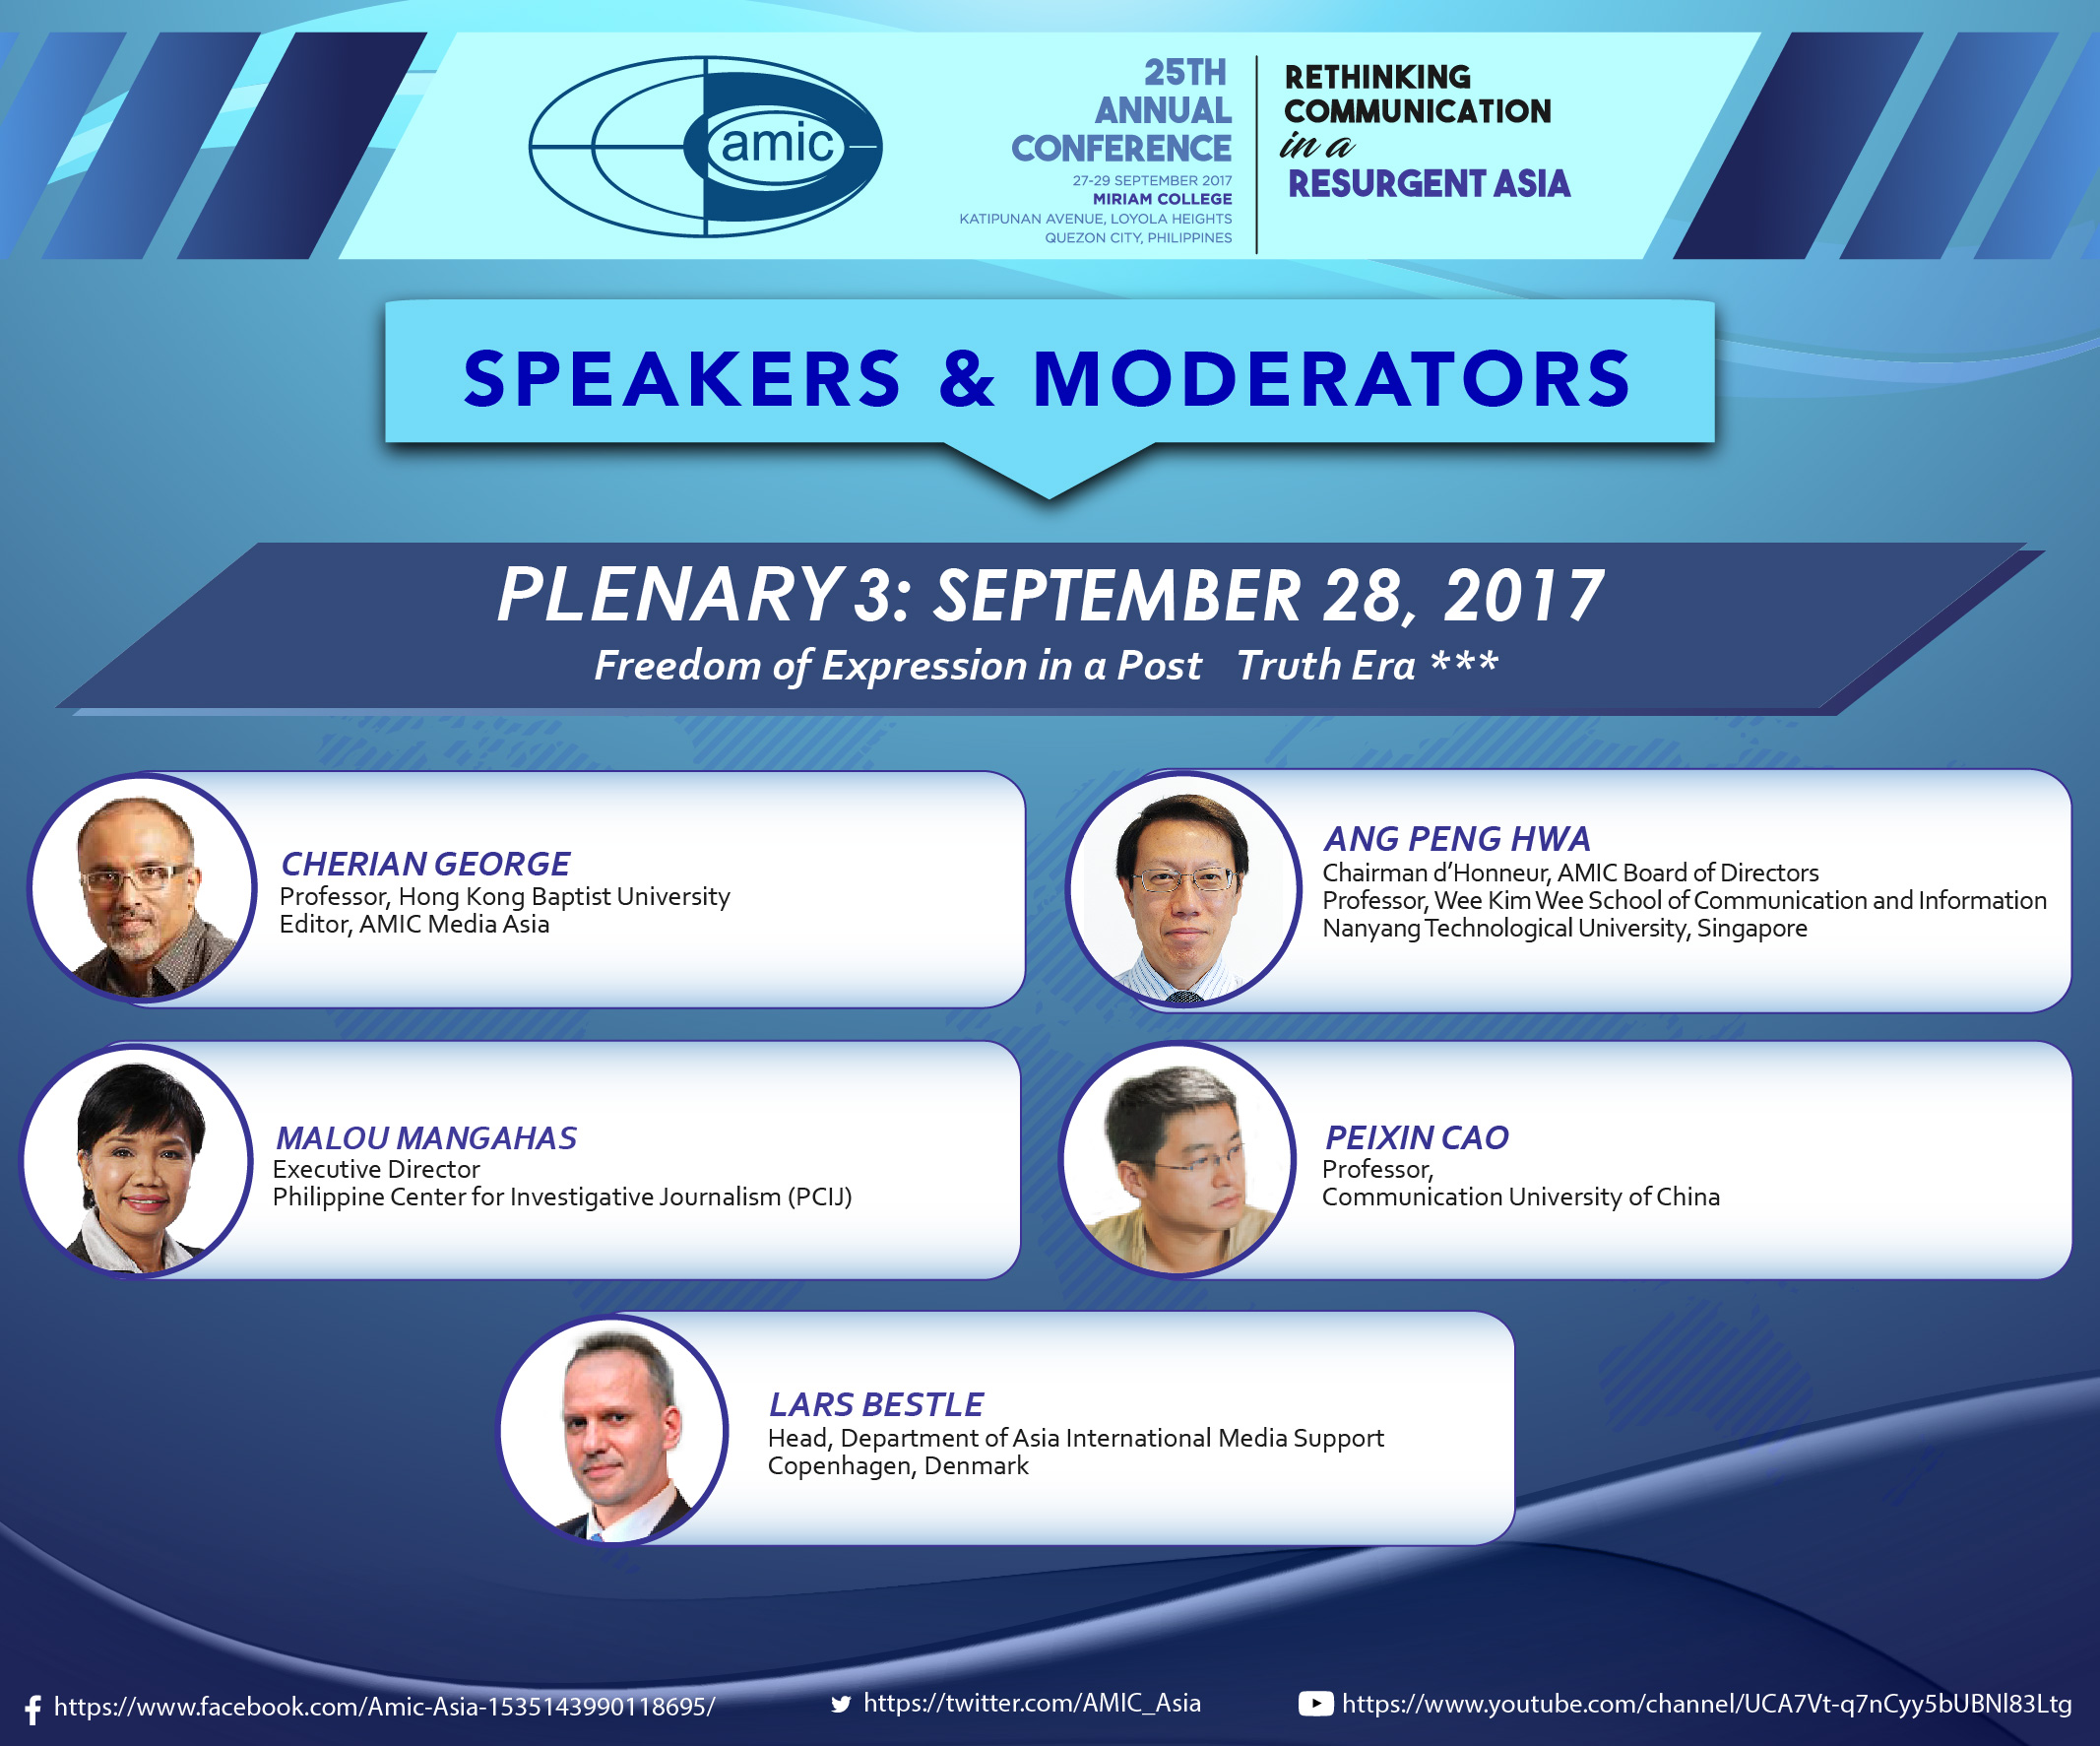 amic
25TH
ANNUAL
CONFERENCE
27-29 SEPTEMBER 2017
MIRIAM COLLEGE
KATIPUNAN AVENUE, LOYOLA HEIGHTS
QUEZON CITY, PHILIPPINES
RETHINKING
COMMUNICATION
in a
RESURGENT ASIA
SPEAKERS & MODERATORS
PLENARY 3: SEPTEMBER 28, 2017
Freedom of Expression in a Post Truth Era ***
CHERIAN GEORGE
Professor, Hong Kong Baptist University
Editor, AMIC Media Asia
ANG PENG HWA
Chairman d’Honneur, AMIC Board of Directors
Professor, Wee Kim Wee School of Communication and Information
Nanyang Technological University, Singapore
MALOU MANGAHAS
Executive Director
Philippine Center for Investigative Journalism (PCIJ)
PEIXIN CAO
Professor,
Communication University of China
LARS BESTLE
Head, Department of Asia International Media Support
Copenhagen, Denmark
https://www.facebook.com/Amic-Asia-1535143990118695/
https://twitter.com/AMIC_Asia
https://www.youtube.com/channel/UCA7Vt-q7nCyy5bUBNl83Ltg